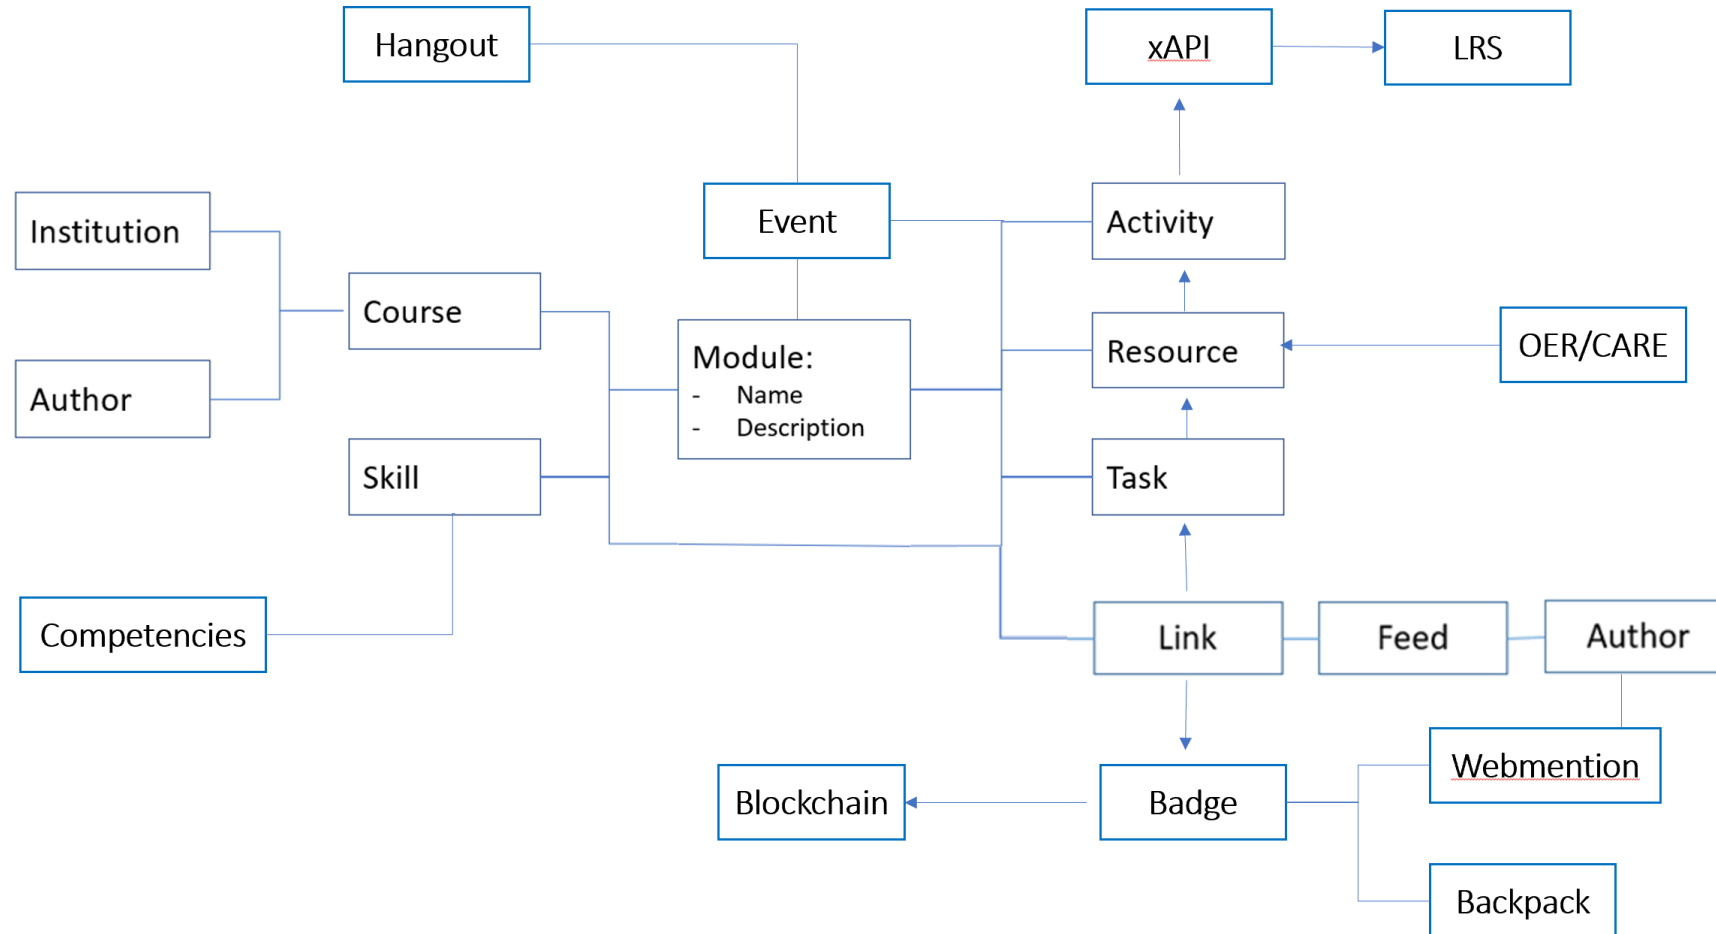 Hangout
xAPI
LRS
Institution
Event
Activity
Course
Module:
- Name
- Description
Resource
OER/CARE
Author
Skill
Task
Competencies
Link
Feed
Author
Webmention
Blockchain
Badge
Backpack